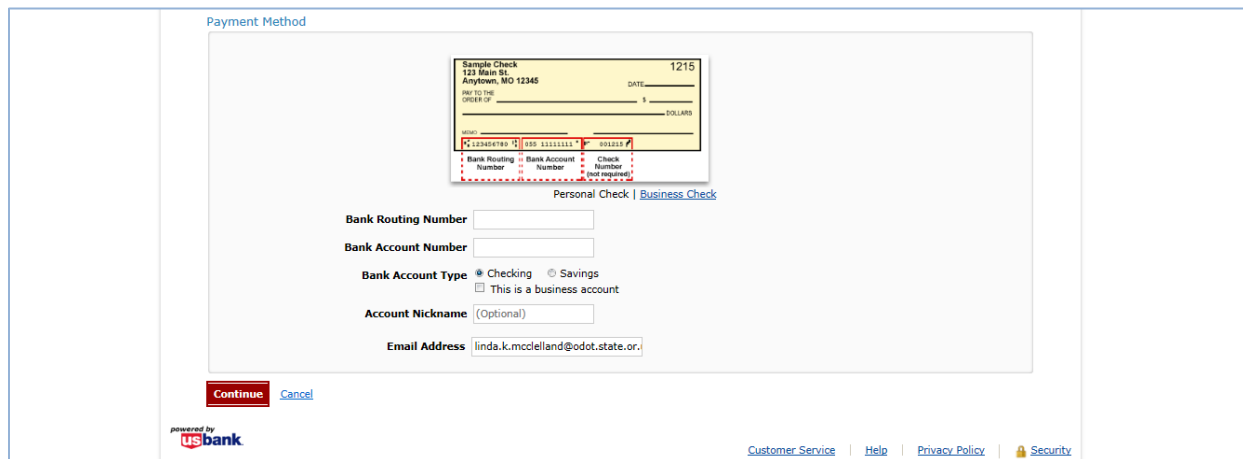 Payment Method
Sample Check 1215
123 Main St.
Anytown, MO 12345
DATE
PAY TO THE
ORDER OF $
DOLLARS
MEMO
123456780 055 11111111 001215
Bank Routing Number
Bank Account Number
Check Number (not required)
Personal Check | Business Check
Bank Routing Number
Bank Account Number
Bank Account Type Checking Savings
This is a business account
Account Nickname (Optional)
Email Address linda.k.mcclelland@odot.state.or.
Continue Cancel
powered by
usbank.
Customer Service | Help | Privacy Policy | Security